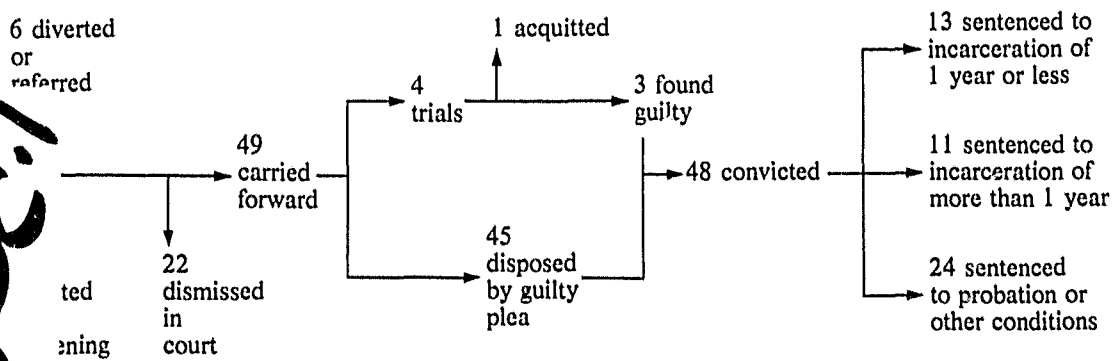 6 diverted
or
referred
1 acquitted
4
trials
3 found
guilty
49
carried
forward
48 convicted
13 sentenced to
incarceration of
1 year or less
11 sentenced to
incarceration of
more than 1 year
24 sentenced
to probation or
other conditions
45
disposed
by guilty
plea
22
dismissed
in
court